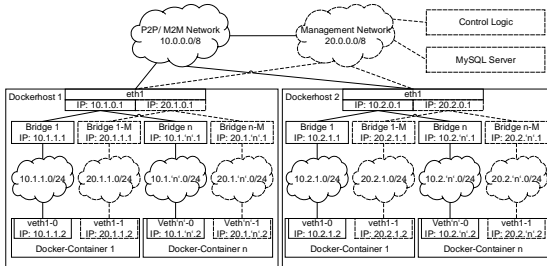 P2P/ M2M Network
10.0.0.0/8
Management Network
20.0.0.0/8
Control Logic
MySQL Server
Dockerhost 1
eth1
IP: 10.1.0.1
IP: 20.1.0.1
Bridge 1
IP: 10.1.1.1
Bridge 1-M
IP: 20.1.1.1
Bridge n
IP: 10.1.'n'.1
Bridge n-M
IP: 20.1.'n'.1
10.1.1.0/24
20.1.1.0/24
10.1.'n'.0/24
20.1.'n'.0/24
veth1-0
IP: 10.1.1.2
veth1-1
IP: 20.1.1.2
Veth'n'-0
IP: 10.1.'n'.2
Veth'n'-1
IP: 20.1.'n'.2
Docker-Container 1
Docker-Container n
Dockerhost 2
eth1
IP: 10.2.0.1
IP: 20.2.0.1
Bridge 1
IP: 10.2.1.1
Bridge 1-M
IP: 20.2.1.1
Bridge n
IP: 10.2.'n'.1
Bridge n-M
IP: 20.2.'n'.1
10.2.1.0/24
20.2.1.0/24
10.2.'n'.0/24
20.2.'n'.0/24
veth1-0
IP: 10.2.1.2
veth1-1
IP: 20.2.1.2
Veth'n'-0
IP: 10.2.'n'.2
Veth'n'-1
IP: 20.2.'n'.2
Docker-Container 1
Docker-Container n